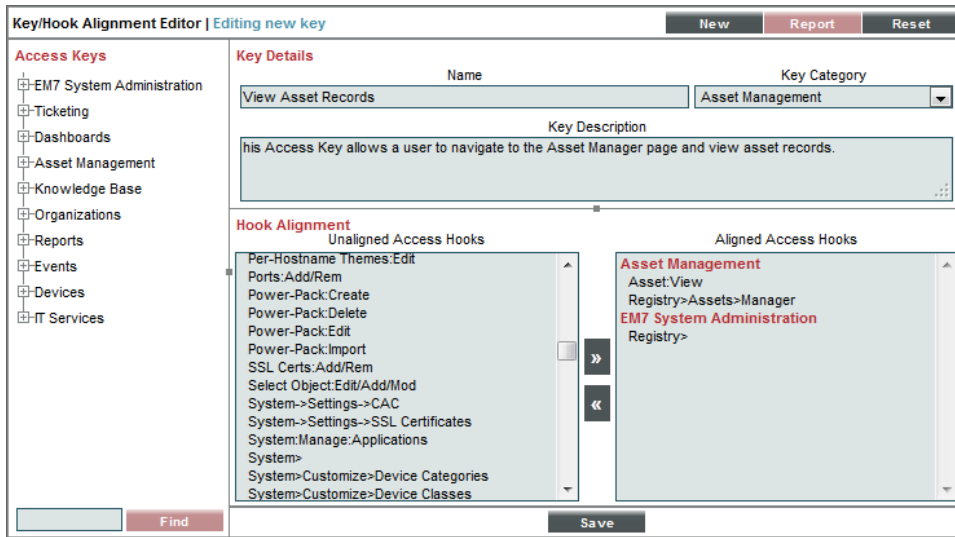 Key/Hook Alignment Editor | Editing new key
New
Report
Reset
Access Keys
EM7 System Administration
Ticketing
Dashboards
Asset Management
Knowledge Base
Organizations
Reports
Events
Devices
IT Services
Find
Key Details
Name
Key Category
View Asset Records
Asset Management
Key Description
his Access Key allows a user to navigate to the Asset Manager page and view asset records.
Hook Alignment
Unaligned Access Hooks
Per-Hostname Themes:Edit
Ports:Add/Rem
Power-Pack:Create
Power-Pack:Delete
Power-Pack:Edit
Power-Pack:Import
SSL Certs:Add/Rem
Select Object:Edit/Add/Mod
System->Settings->CAC
System->Settings->SSL Certificates
System:Manage:Applications
System>
System>Customize>Device Categories
System>Customize>Device Classes
»
«
Aligned Access Hooks
Asset Management
Asset:View
Registry>Assets>Manager
EM7 System Administration
Registry>
Save